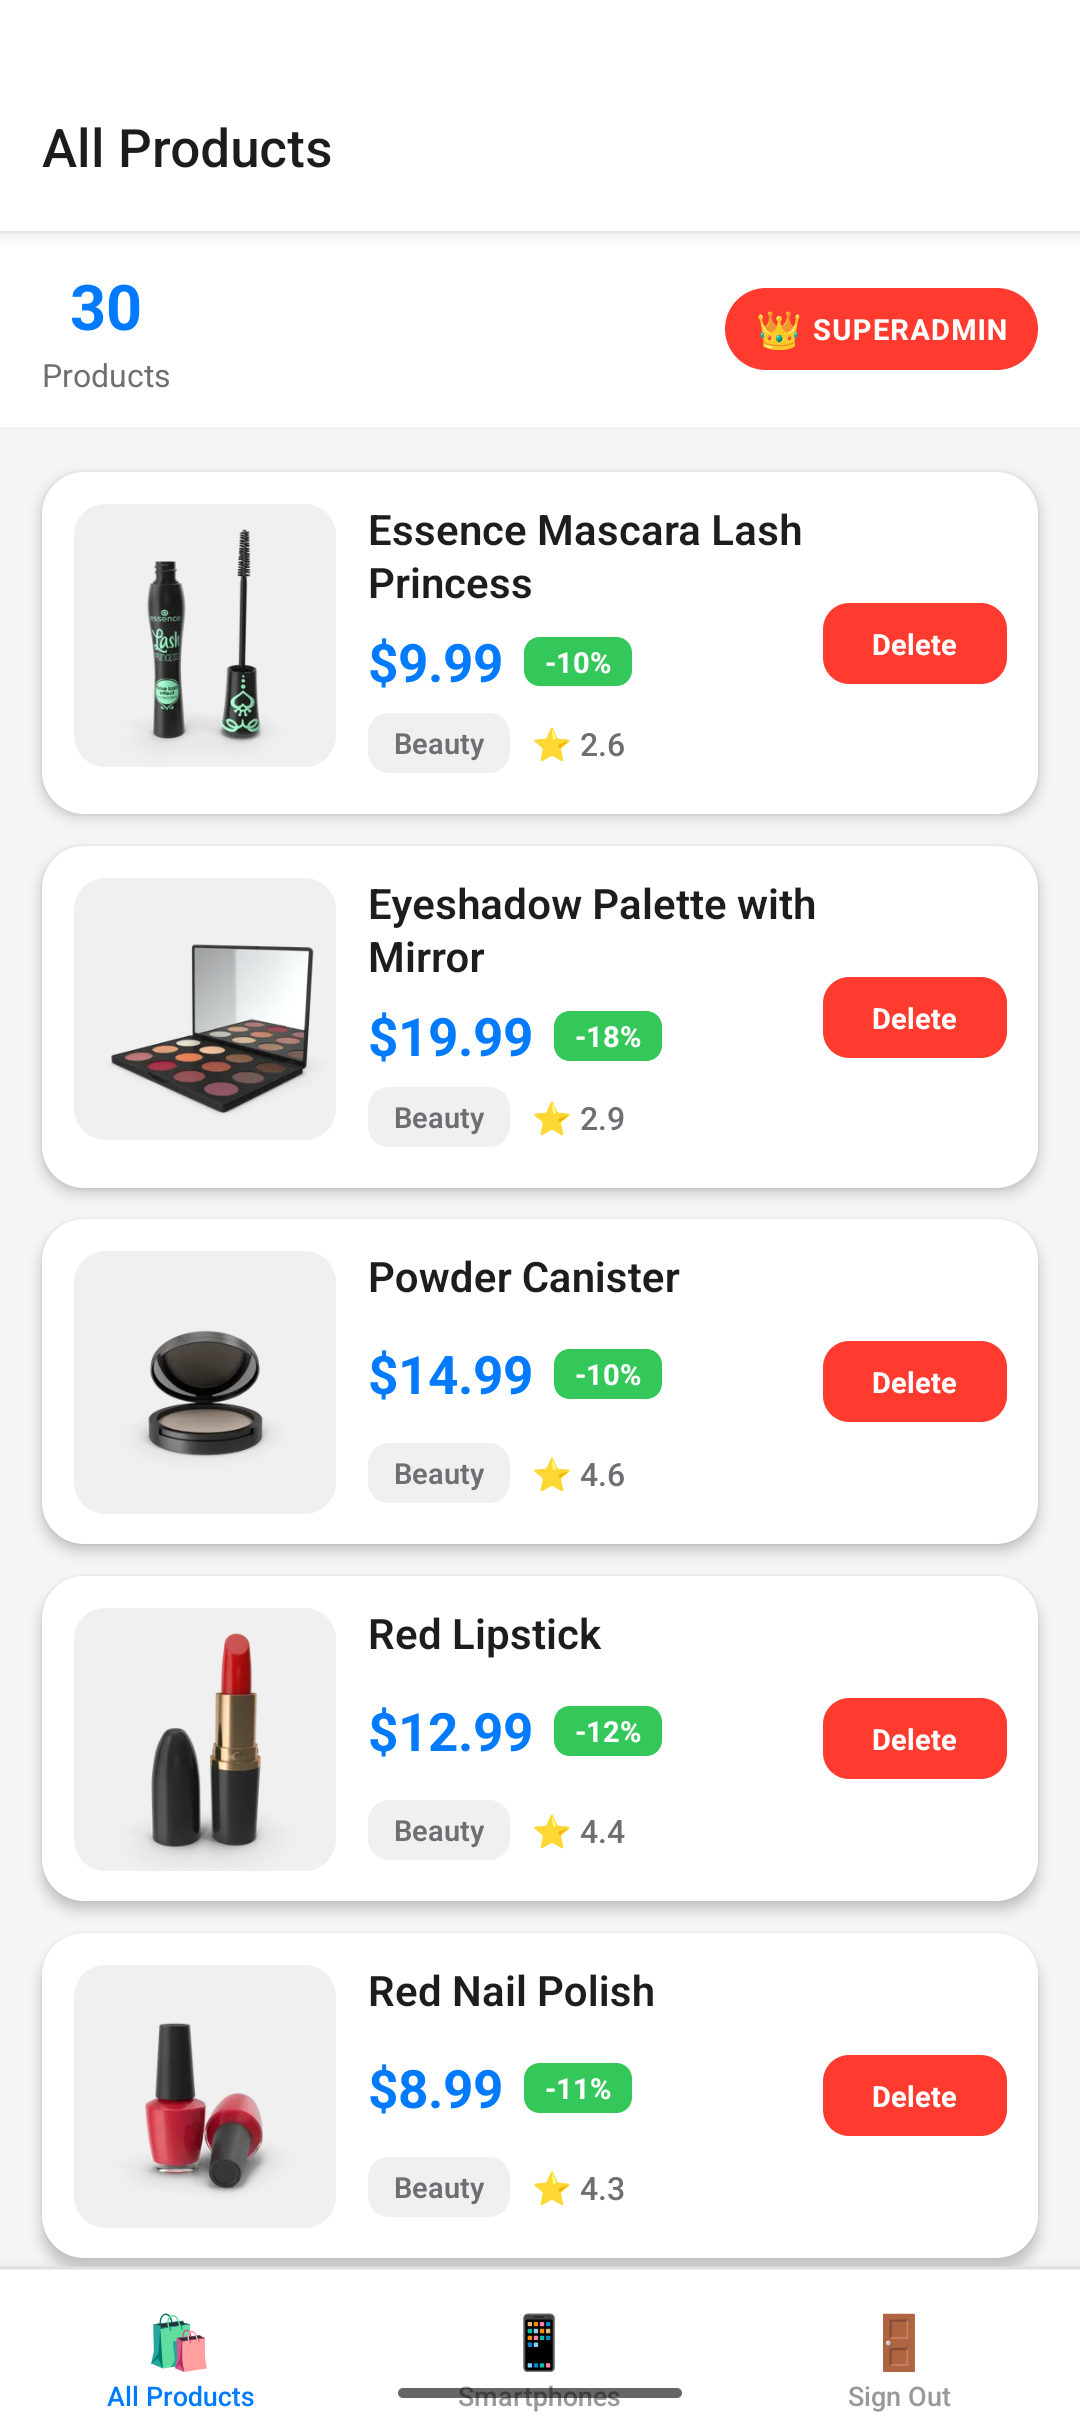 All Products
30
Products
👑 SUPERADMIN
Essence Mascara Lash
Princess
$9.99 -10%
Beauty ⭐ 2.6
Delete
essence
Lash
PRINCESS
Eyeshadow Palette with
Mirror
$19.99 -18%
Beauty ⭐ 2.9
Delete
Powder Canister
$14.99 -10%
Beauty ⭐ 4.6
Delete
Red Lipstick
$12.99 -12%
Beauty ⭐ 4.4
Delete
Red Nail Polish
$8.99 -11%
Beauty ⭐ 4.3
Delete
All Products
Smartphones
Sign Out